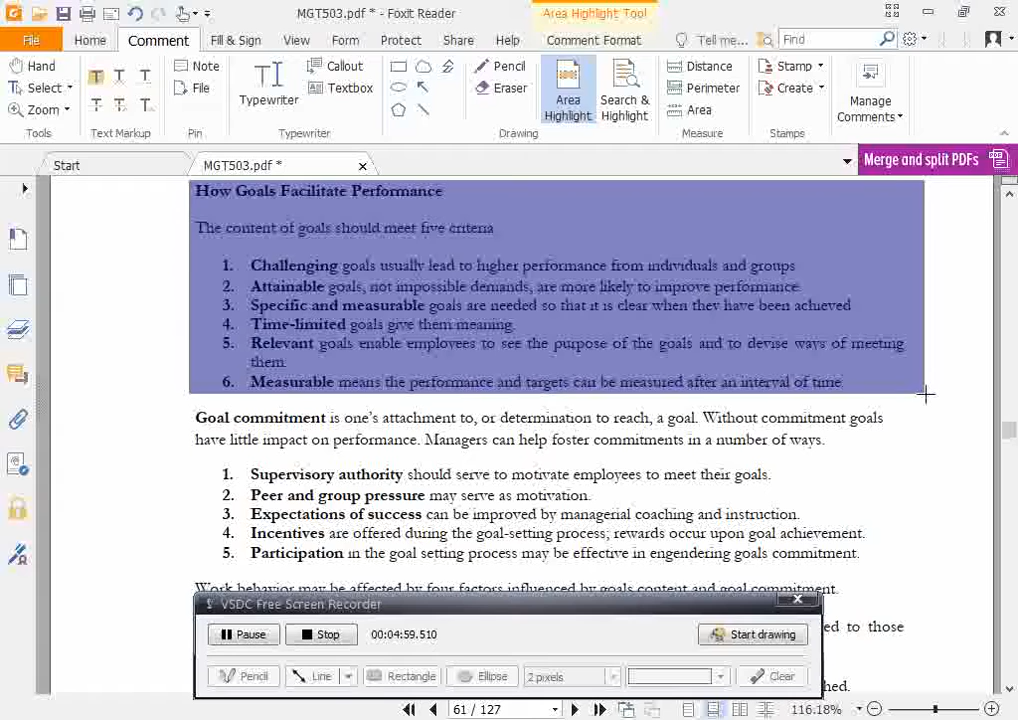 MGT503.pdf * - Foxit Reader
Area Highlight Tool
File
Home
Comment
Fill & Sign
View
Form
Protect
Share
Help
Comment Format
Tell me...
Find
Hand
Select
Zoom
Tools
T T T
T T T
Text Markup
Note
File
Pin
Typewriter
Callout
Textbox
Typewriter
Pencil
Eraser
Drawing
Area Highlight
Search & Highlight
Distance
Perimeter
Area
Measure
Stamp
Create
Stamps
Manage Comments
Start
MGT503.pdf *
Merge and split PDFs
How Goals Facilitate Performance
The content of goals should meet five criteria
1. Challenging goals usually lead to higher performance from individuals and groups
2. Attainable goals, not impossible demands, are more likely to improve performance
3. Specific and measurable goals are needed so that it is clear when they have been achieved
4. Time-limited goals give them meaning.
5. Relevant goals enable employees to see the purpose of the goals and to devise ways of meeting
them
6. Measurable means the performance and targets can be measured after an interval of time
Goal commitment is one's attachment to, or determination to reach, a goal. Without commitment goals
have little impact on performance. Managers can help foster commitments in a number of ways.
1. Supervisory authority should serve to motivate employees to meet their goals.
2. Peer and group pressure may serve as motivation.
3. Expectations of success can be improved by managerial coaching and instruction.
4. Incentives are offered during the goal-setting process; rewards occur upon goal achievement.
5. Participation in the goal setting process may be effective in engendering goals commitment.
Work behavior may be affected by four factors influenced by goals content and goal commitment.
VSDC Free Screen Recorder
ed to those
Pause
Stop
00:04:59.510
Start drawing
Pencil
Line
Rectangle
Ellipse
2 pixels
Clear
hed.
61 / 127
116.18%